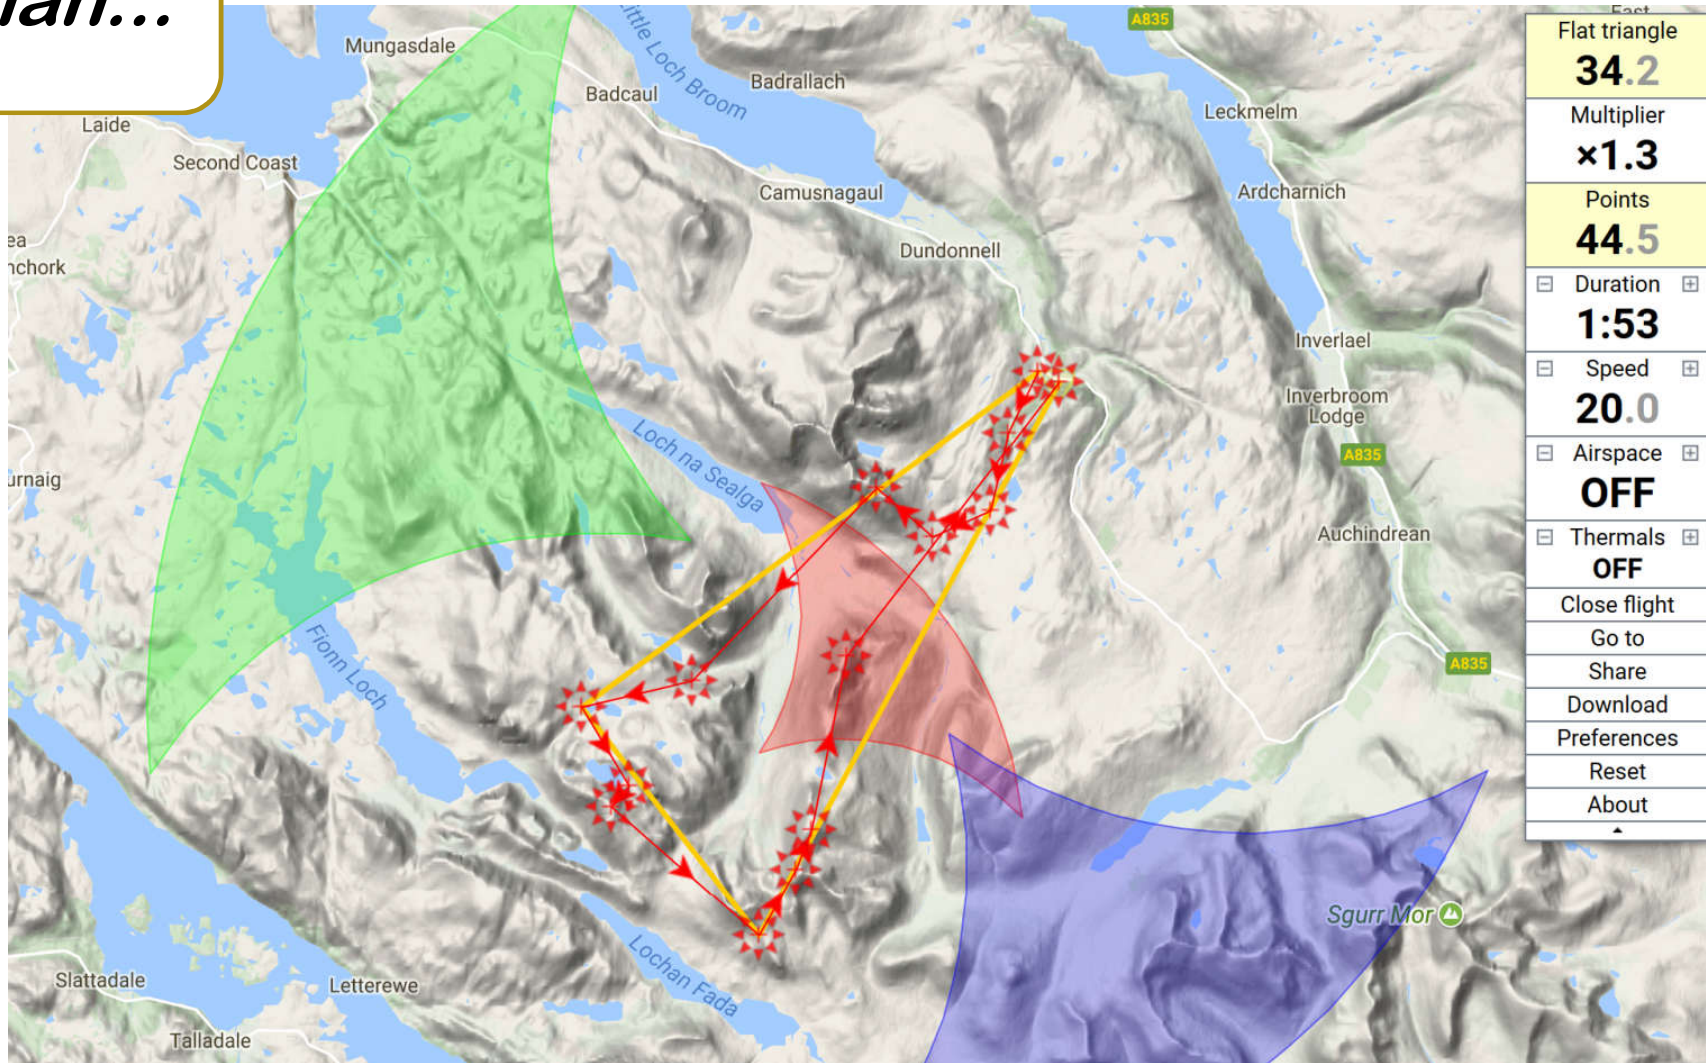 Mungasdale
Little Loch Broom
Badrallach
Badcaul
Laide
Second Coast
Camusnagaul
Dundonnell
A835
Leckmelm
Ardcharnich
Inverlael
Inverbroom
Lodge
A835
Auchindrean
A835
Loch na Sealga
Fionn Loch
Lochan Fada
Sgurr Mor
Slattadale
Letterewe
Talladale
Flat triangle
34.2
Multiplier
×1.3
Points
44.5
Duration
1:53
Speed
20.0
Airspace
OFF
Thermals
OFF
Close flight
Go to
Share
Download
Preferences
Reset
About